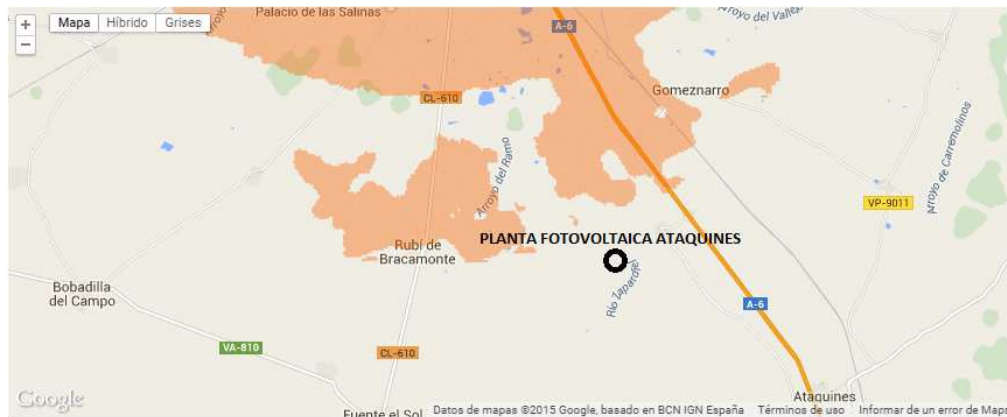 +
−
Mapa Híbrido Grises
Palacio de las Salinas
Arroyo del Vallej
A-6
CL-610
Gomeznarro
Arroyo del Ramo
Arroyo de Carremolinos
VP-9011
PLANTA FOTOVOLTAICA ATAQUINES
Rubí de
Bracamonte
Río Zapardiel
Bobadilla
del Campo
A-6
VA-810
CL-610
Google
Ataquines
Fuente el Sol
Datos de mapas ©2015 Google, basado en BCN IGN España Términos de uso Informar de un error de Maps